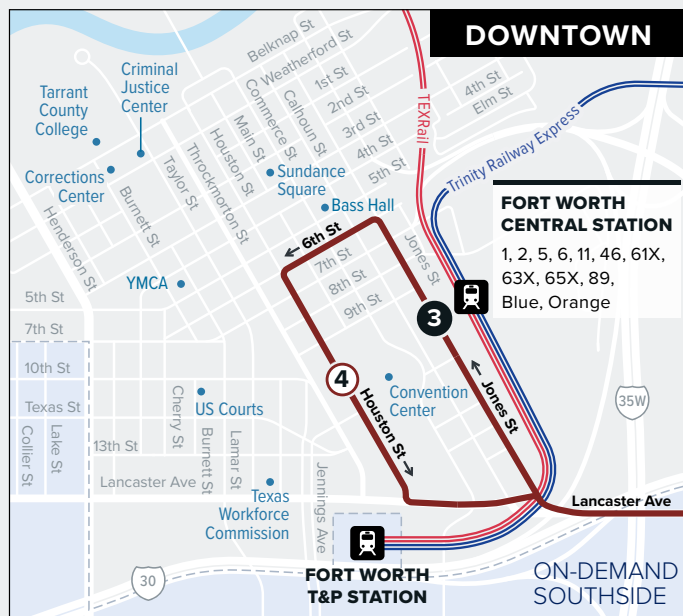 DOWNTOWN
Belknap St
Weatherford St
1st St
2nd St
3rd St
4th St
5th St
4th St
Elm St
Commerce St
Calhoun St
Main St
Houston St
Throckmorton St
Taylor St
Burnett St
Henderson St
Criminal
Justice
Center
Tarrant
County
College
Corrections
Center
Sundance
Square
Bass Hall
TEXRail
Trinity Railway Express
FORT WORTH
CENTRAL STATION
1, 2, 5, 6, 11, 46, 61X,
63X, 65X, 89,
Blue, Orange
6th St
7th St
8th St
9th St
Jones St
YMCA
5th St
7th St
10th St
Texas St
13th St
Lancaster Ave
Collier St
Lake St
Cherry St
Burnett St
Lamar St
Jennings Ave
US Courts
3
4
Convention
Center
Houston St
Jones St
35W
Lancaster Ave
Texas
Workforce
Commission
30
FORT WORTH
T&P STATION
ON-DEMAND
SOUTHSIDE